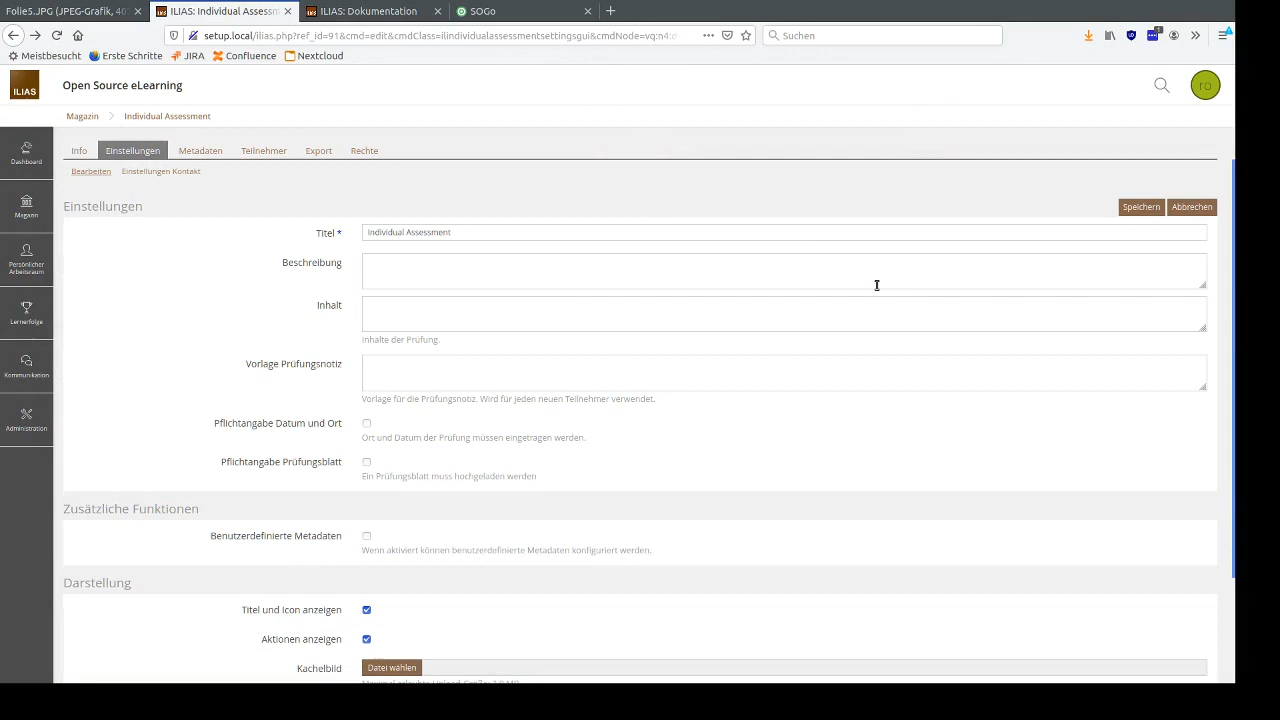 Folie5.JPG (JPEG-Grafik, 40
ILIAS: Individual Assessm
ILIAS: Dokumentation
SOGo
setup.local/ilias.php?ref_id=91&cmd=edit&cmdClass=ilindividualassessmentsettingsgui&cmdNode=vq:n4:
Suchen
Meistbesucht
Erste Schritte
JIRA
Confluence
Nextcloud
ILIAS
Open Source eLearning
ro
Magazin
Individual Assessment
Dashboard
Magazin
Persönlicher
Arbeitsraum
Lernerfolge
Kommunikation
Administration
Info
Einstellungen
Metadaten
Teilnehmer
Export
Rechte
Bearbeiten
Einstellungen Kontakt
Einstellungen
Speichern
Abbrechen
Titel *
Individual Assessment
Beschreibung
Inhalt
Inhalte der Prüfung.
Vorlage Prüfungsnotiz
Vorlage für die Prüfungsnotiz. Wird für jeden neuen Teilnehmer verwendet.
Pflichtangabe Datum und Ort
Ort und Datum der Prüfung müssen eingetragen werden.
Pflichtangabe Prüfungsblatt
Ein Prüfungsblatt muss hochgeladen werden
Zusätzliche Funktionen
Benutzerdefinierte Metadaten
Wenn aktiviert können benutzerdefinierte Metadaten konfiguriert werden.
Darstellung
Titel und Icon anzeigen
Aktionen anzeigen
Kachelbild
Datei wählen